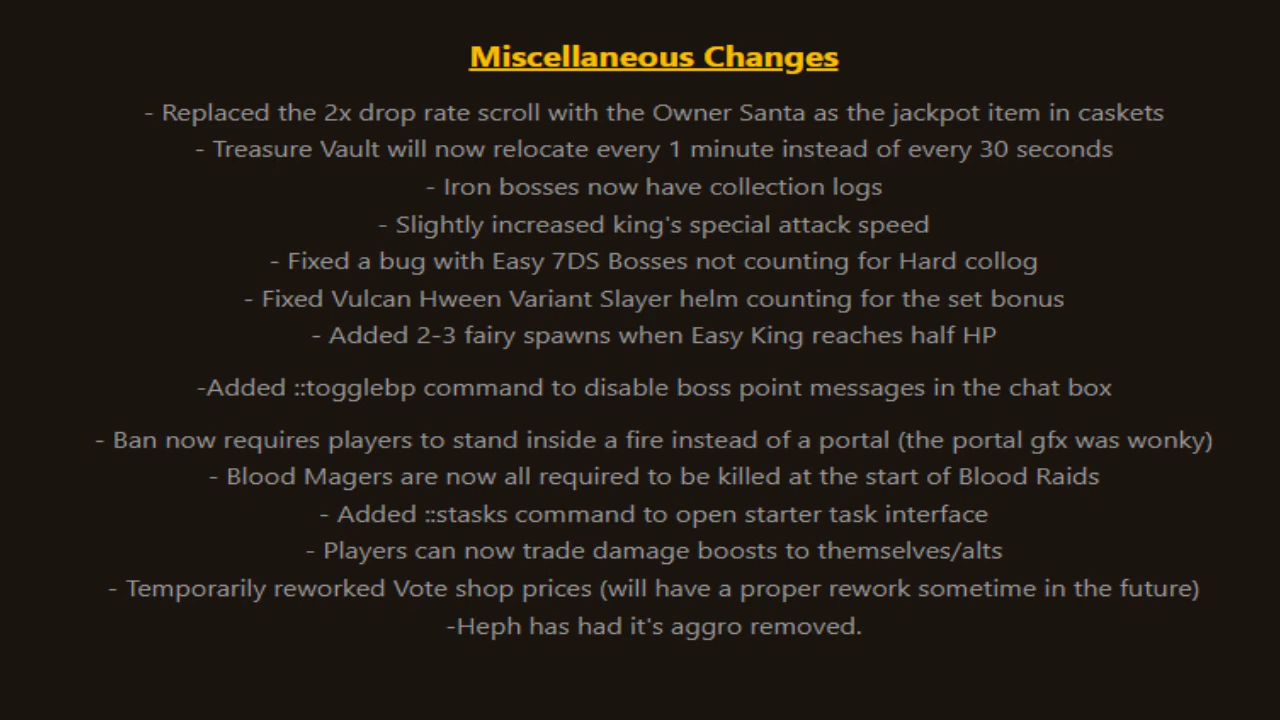 Miscellaneous Changes
- Replaced the 2x drop rate scroll with the Owner Santa as the jackpot item in caskets
- Treasure Vault will now relocate every 1 minute instead of every 30 seconds
- Iron bosses now have collection logs
- Slightly increased king's special attack speed
- Fixed a bug with Easy 7DS Bosses not counting for Hard collog
- Fixed Vulcan Hween Variant Slayer helm counting for the set bonus
- Added 2-3 fairy spawns when Easy King reaches half HP
-Added ::togglebp command to disable boss point messages in the chat box
- Ban now requires players to stand inside a fire instead of a portal (the portal gfx was wonky)
- Blood Magers are now all required to be killed at the start of Blood Raids
- Added ::stasks command to open starter task interface
- Players can now trade damage boosts to themselves/alts
- Temporarily reworked Vote shop prices (will have a proper rework sometime in the future)
-Heph has had it's aggro removed.